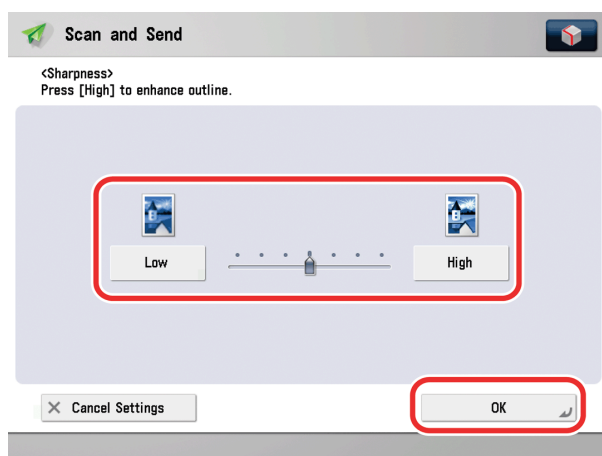 Scan and Send
<Sharpness>
Press [High] to enhance outline.
Low
High
Cancel Settings
OK